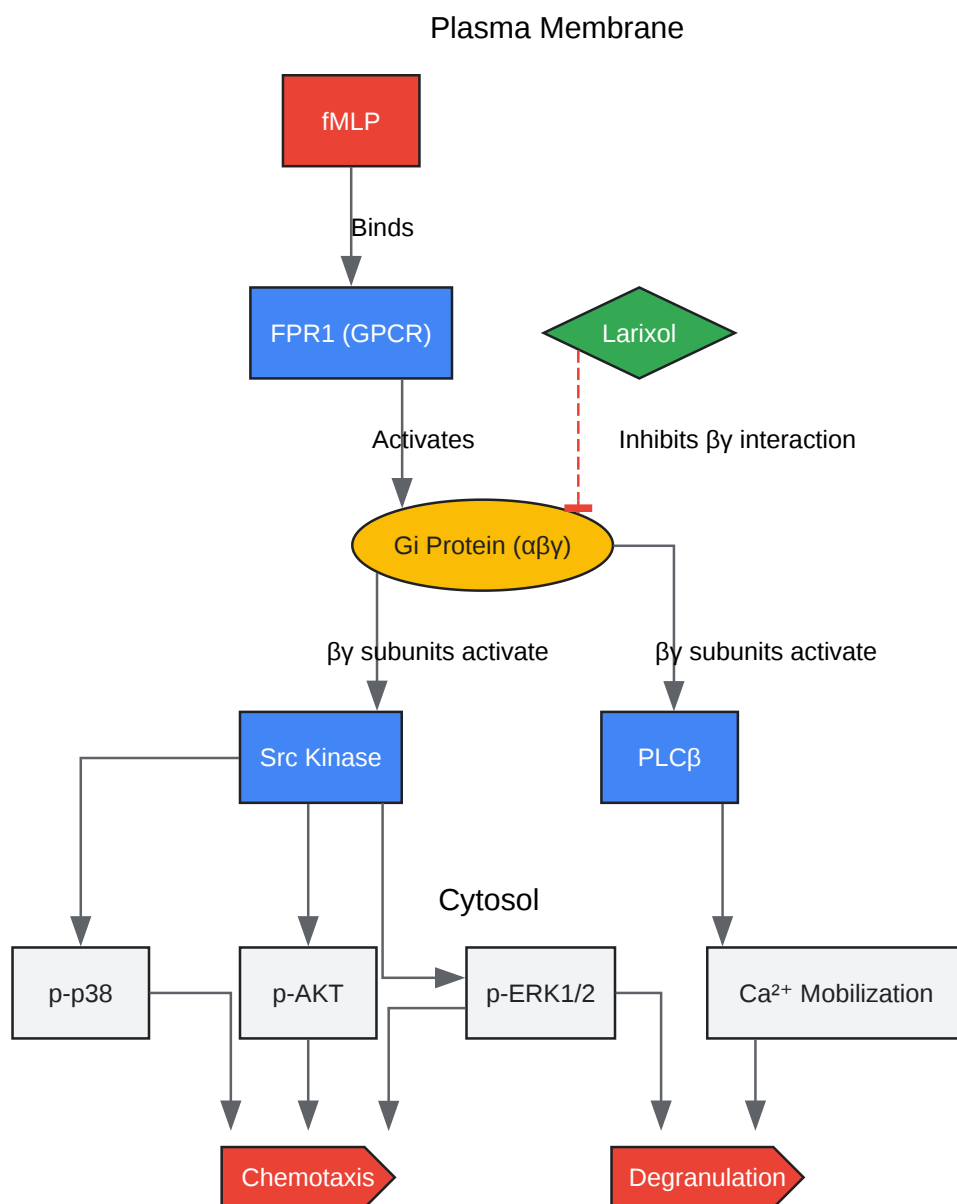 Plasma Membrane
fMLP
Binds
FPR1 (GPCR)
Larixol
Activates
Inhibits βγ interaction
Gi Protein (αβγ)
βγ subunits activate
βγ subunits activate
Src Kinase
PLCβ
Cytosol
p-p38
p-AKT
p-ERK1/2
Ca²⁺ Mobilization
Chemotaxis
Degranulation